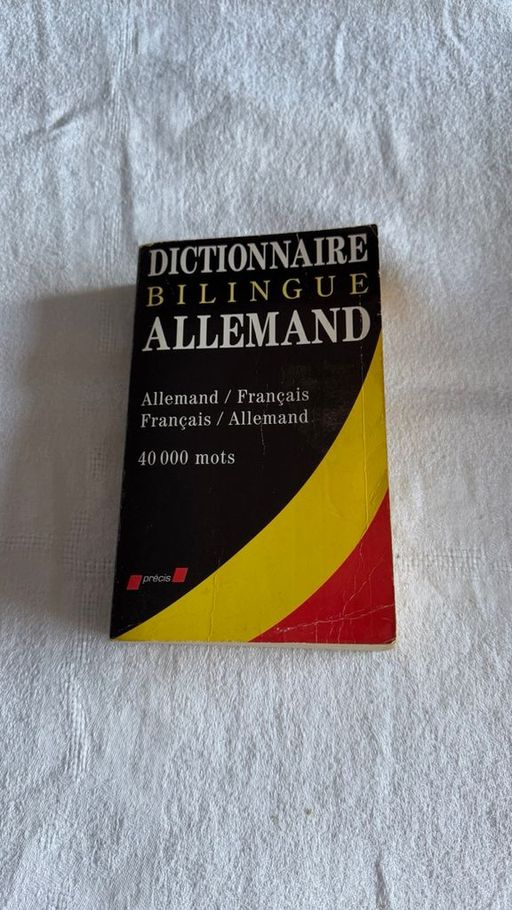 DICTIONNAIRE
BILINGUE
ALLEMAND
Allemand / Français
Français / Allemand
40 000 mots
précis